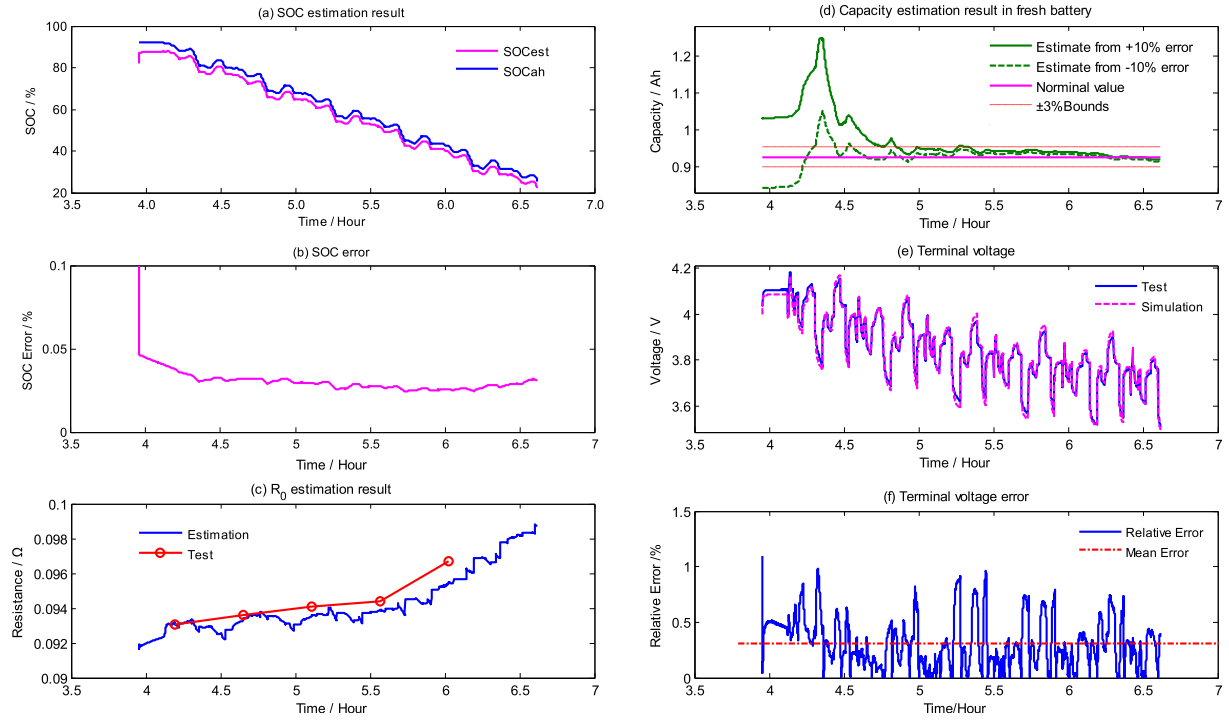 (a) SOC estimation result
100
80
60
40
20
SOC / %
SOCest
SOCah
3.5 4.0 4.5 5.0 5.5 6.0 6.5 7.0
Time / Hour
(b) SOC error
0.1
0.05
0
SOC Error / %
3.5 4 4.5 5 5.5 6 6.5 7
Time / Hour
(c) R0 estimation result
0.1
0.098
0.096
0.094
0.092
0.09
Resistance / Ω
Estimation
Test
3.5 4 4.5 5 5.5 6 6.5 7
Time / Hour
(d) Capacity estimation result in fresh battery
1.2
1.1
1
0.9
Capacity / Ah
Estimate from +10% error
Estimate from -10% error
Norminal value
±3%Bounds
3.5 4 4.5 5 5.5 6 6.5 7
Time / Hour
(e) Terminal voltage
4.2
4
3.8
3.6
Voltage / V
Test
Simulation
3.5 4 4.5 5 5.5 6 6.5 7
Time / Hour
(f) Terminal voltage error
1.5
1
0.5
0
Relative Error /%
Relative Error
Mean Error
3.5 4 4.5 5 5.5 6 6.5 7
Time/Hour